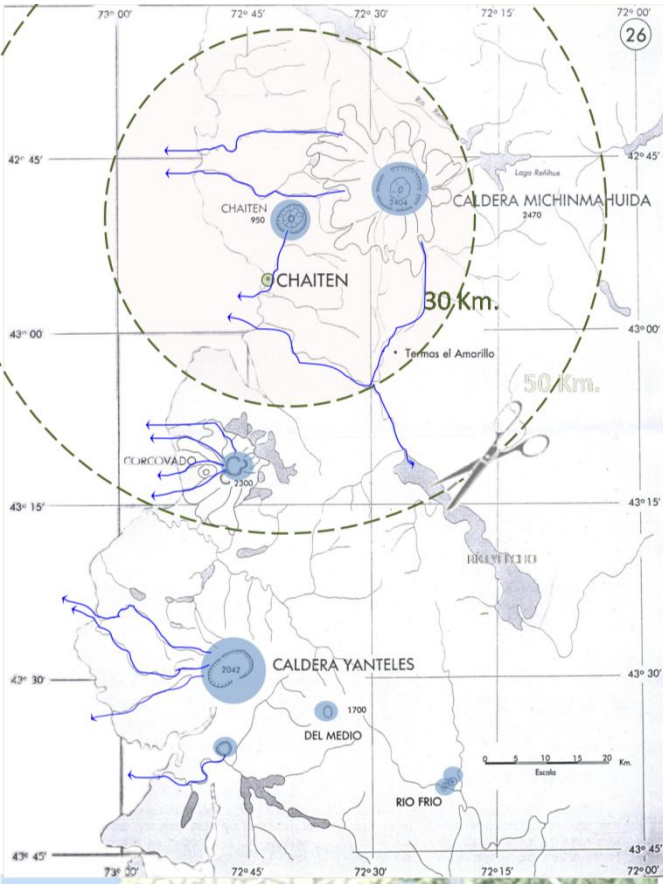 73° 00' 72° 45' 72° 30' 72° 15' 72° 00'
26
42° 45' 42° 45'
Lago Reñihue
CHAITEN
950
2404
CALDERA MICHINMAHUIDA
2470
CHAITEN
30 Km.
43° 00' 43° 00'
Termas el Amarillo
50 Km.
CORCOVADO
2300
43° 15' 43° 15'
2042
CALDERA YANTELES
43° 30' 43° 30'
1700
DEL MEDIO
0 5 10 15 20 Km.
Escala
RIO FRIO
43° 45' 43° 45'
73° 00' 72° 45' 72° 30' 72° 15'